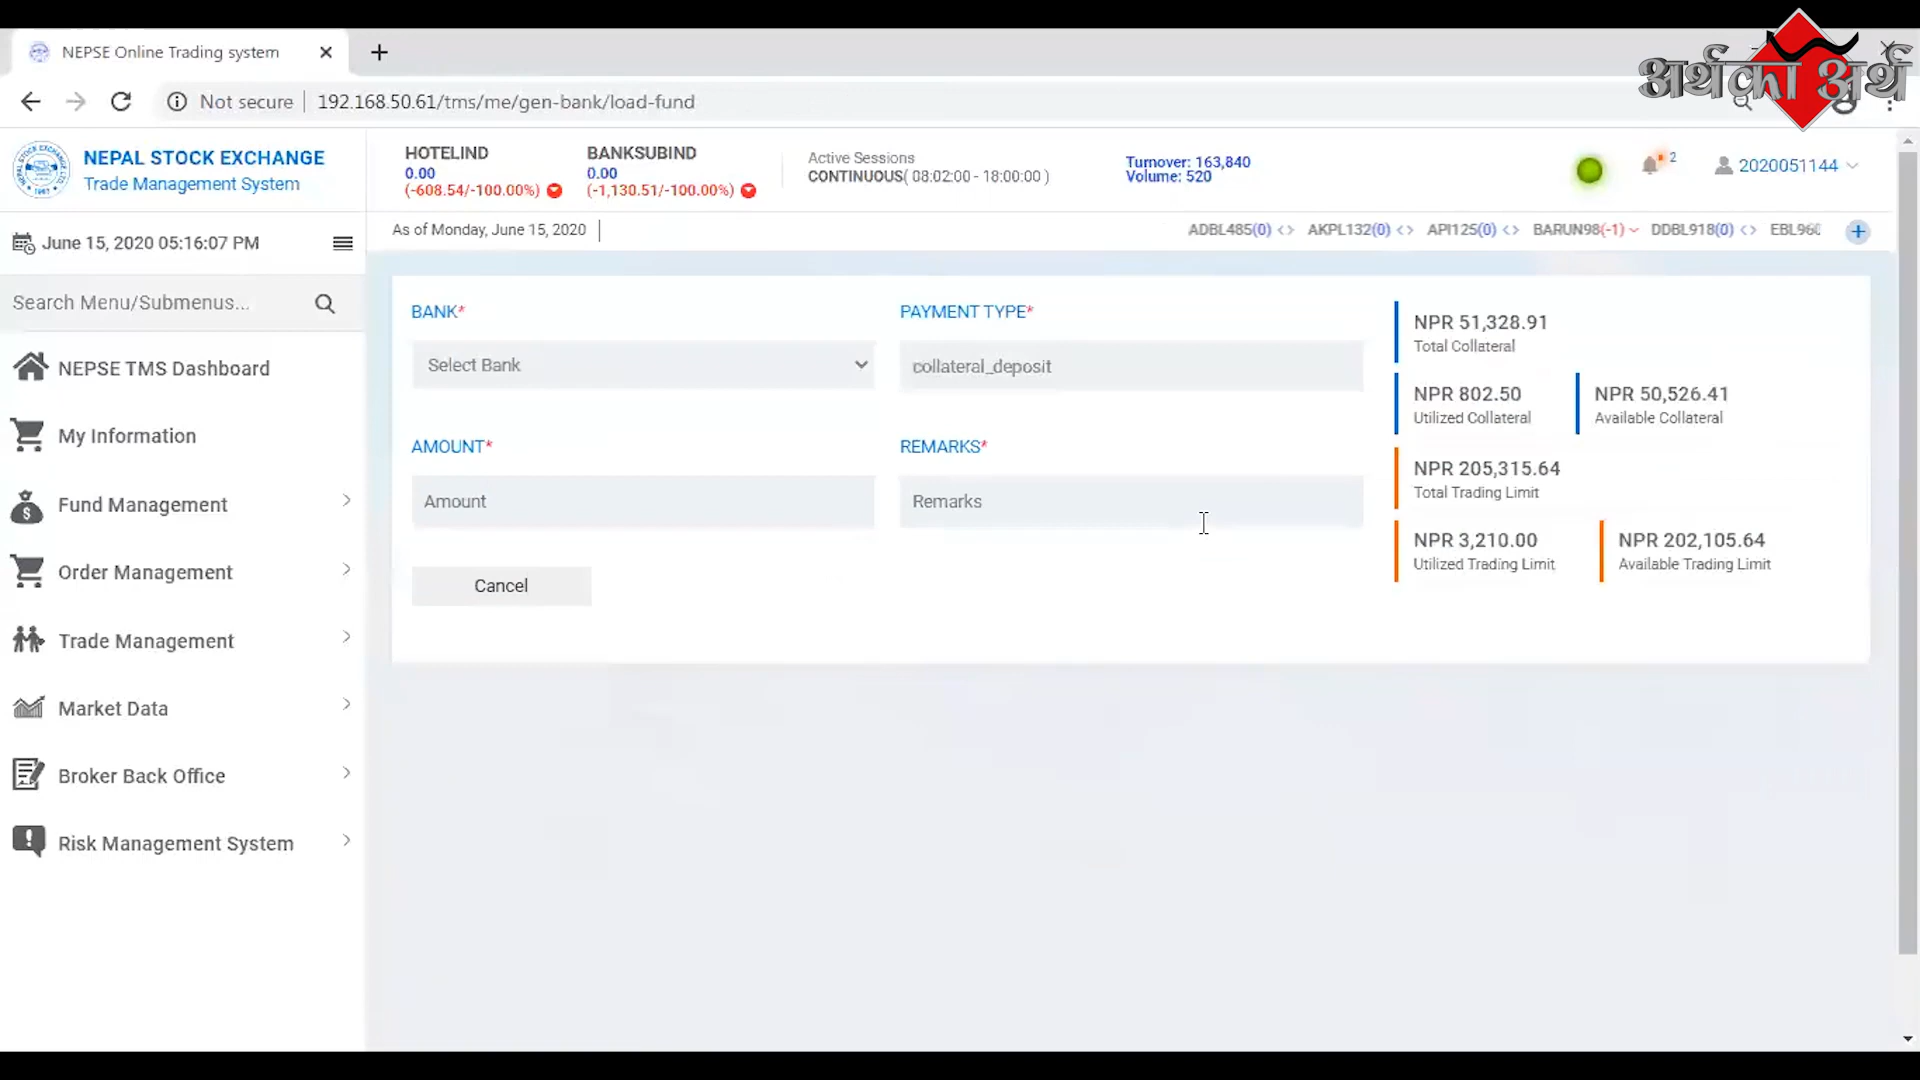 NEPSE Online Trading system
अर्थको अर्थ
Not secure
192.168.50.61/tms/me/gen-bank/load-fund
NEPAL STOCK EXCHANGE
Trade Management System
HOTELIND
0.00
(-608.54/-100.00%)
BANKSUBIND
0.00
(-1,130.51/-100.00%)
Active Sessions
CONTINUOUS( 08:02:00 - 18:00:00 )
Turnover: 163,840
Volume: 520
2
2020051144
June 15, 2020 05:16:07 PM
As of Monday, June 15, 2020
ADBL485(0) <> AKPL132(0) <> API125(0) <> BARUN98(-1) DDBL918(0) <> EBL960
Search Menu/Submenus...
NEPSE TMS Dashboard
My Information
Fund Management
Order Management
Trade Management
Market Data
Broker Back Office
Risk Management System
BANK*
Select Bank
PAYMENT TYPE*
collateral_deposit
AMOUNT*
Amount
REMARKS*
Remarks
Cancel
NPR 51,328.91
Total Collateral
NPR 802.50
Utilized Collateral
NPR 50,526.41
Available Collateral
NPR 205,315.64
Total Trading Limit
NPR 3,210.00
Utilized Trading Limit
NPR 202,105.64
Available Trading Limit